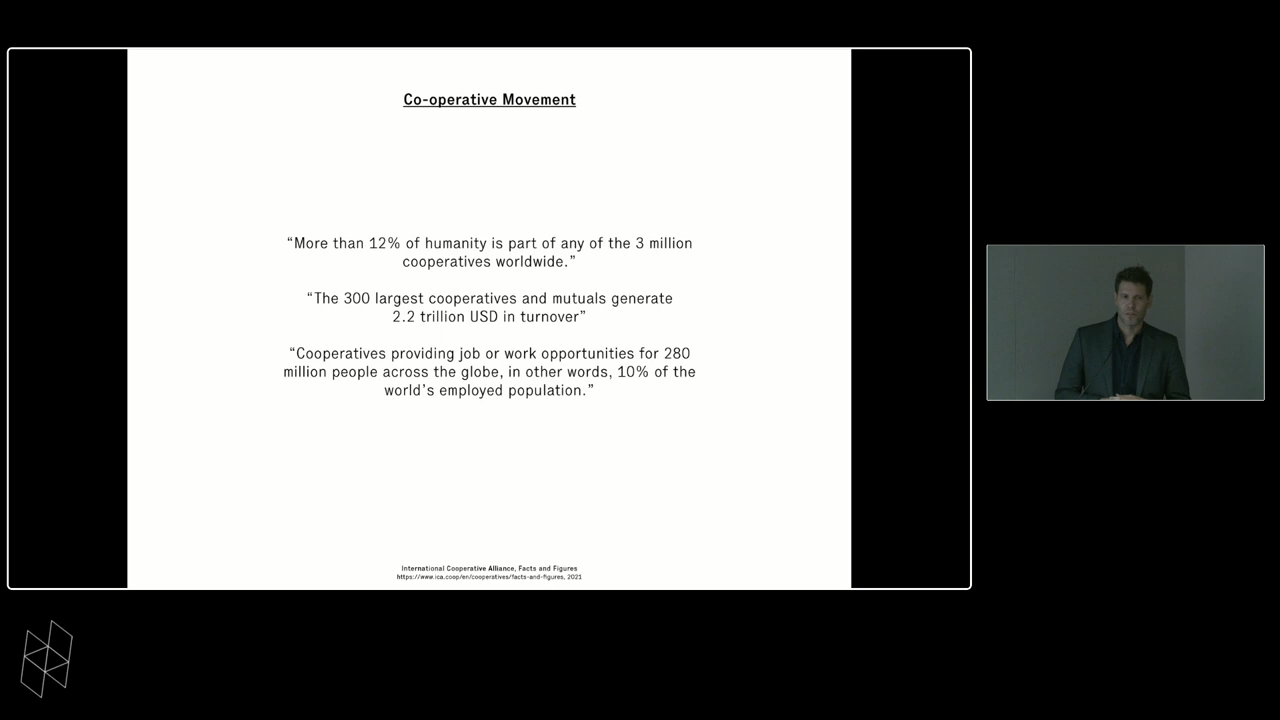 Co-operative Movement
“More than 12% of humanity is part of any of the 3 million
cooperatives worldwide.”
“The 300 largest cooperatives and mutuals generate
2.2 trillion USD in turnover”
“Cooperatives providing job or work opportunities for 280
million people across the globe, in other words, 10% of the
world’s employed population.”
International Cooperative Alliance, Facts and Figures
https://www.ica.coop/en/cooperatives/facts-and-figures, 2021